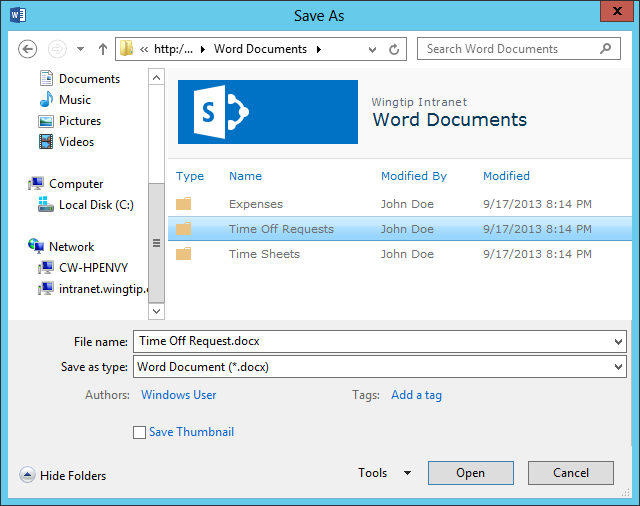 Save As
« http:/... Word Documents
Search Word Documents
Documents
Music
Pictures
Videos
Computer
Local Disk (C:)
Network
CW-HPENVY
intranet.wingtip.
Wingtip Intranet
Word Documents
Type Name Modified By Modified
Expenses John Doe 9/17/2013 8:14 PM
Time Off Requests John Doe 9/17/2013 8:14 PM
Time Sheets John Doe 9/17/2013 8:14 PM
File name: Time Off Request.docx
Save as type: Word Document (*.docx)
Authors: Windows User Tags: Add a tag
Save Thumbnail
Hide Folders Tools Open Cancel